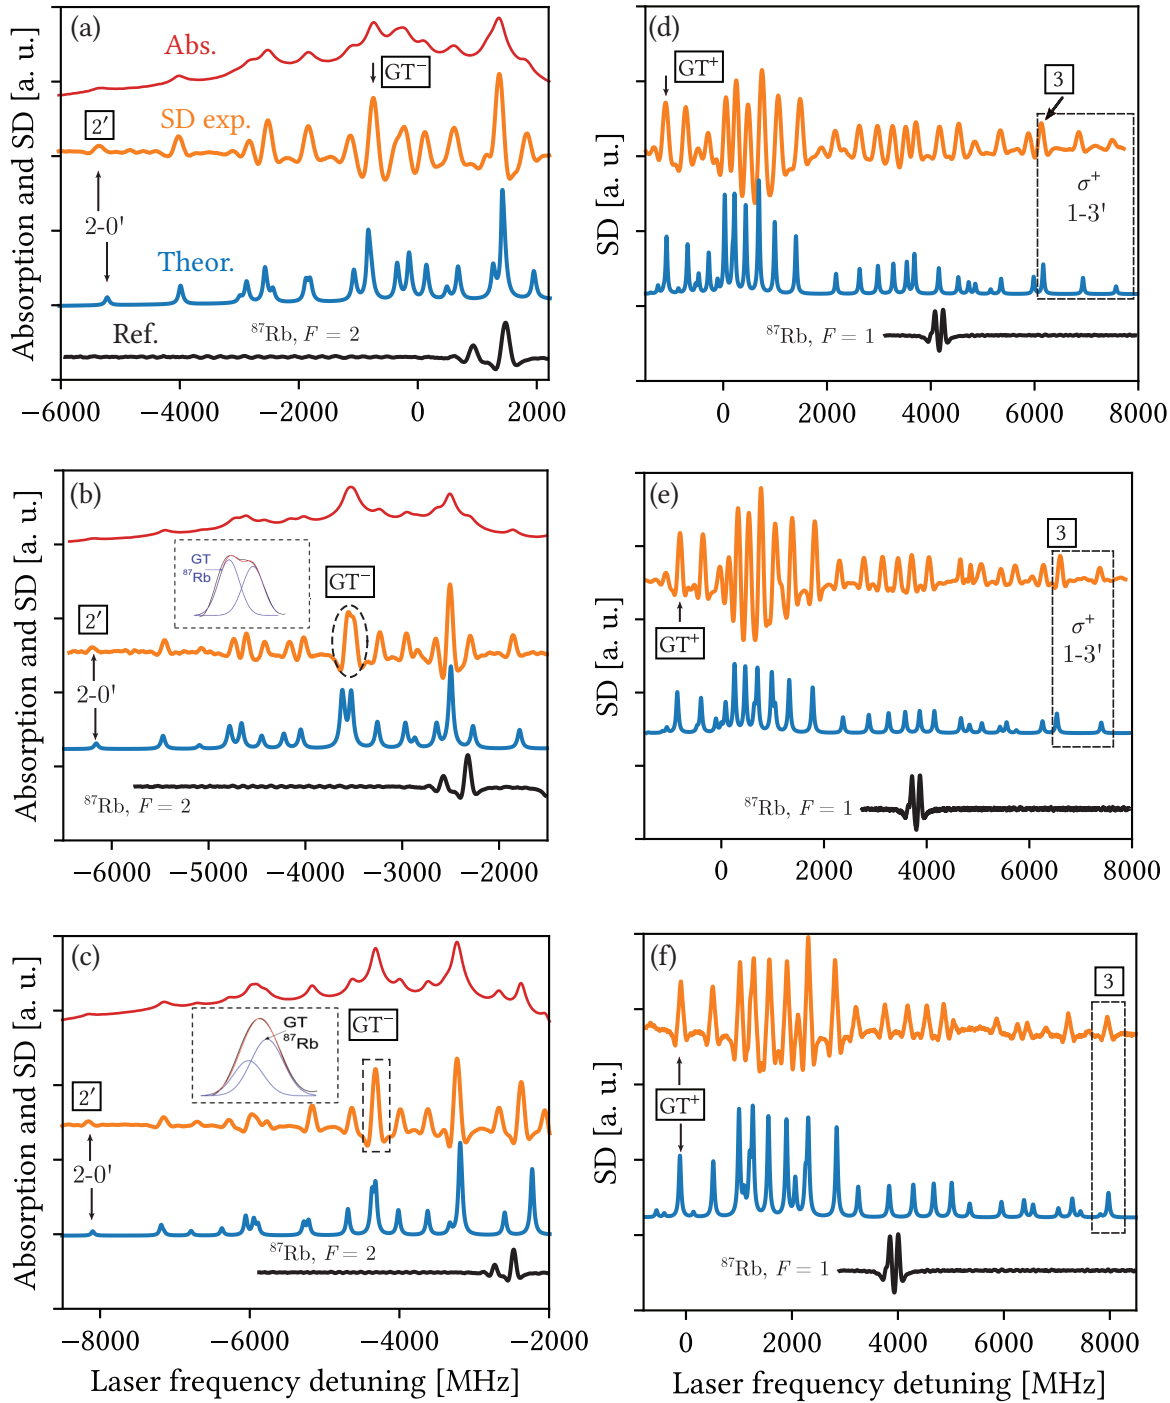 (a)
Abs.
GT⁻
2′
SD exp.
2-0'
Theor.
Ref.
⁸⁷Rb, F = 2
Absorption and SD [a. u.]
−6000 −4000 −2000 0 2000
(d)
GT⁺
3
σ⁺
1-3'
⁸⁷Rb, F = 1
SD [a. u.]
0 2000 4000 6000 8000
(b)
GT
⁸⁷Rb
GT⁻
2′
2-0'
⁸⁷Rb, F = 2
Absorption and SD [a. u.]
−6000 −5000 −4000 −3000 −2000
(e)
3
GT⁺
σ⁺
1-3'
⁸⁷Rb, F = 1
SD [a. u.]
0 2000 4000 6000 8000
(c)
GT
⁸⁷Rb
GT⁻
2′
2-0'
⁸⁷Rb, F = 2
Absorption and SD [a. u.]
−8000 −6000 −4000 −2000
Laser frequency detuning [MHz]
(f)
3
GT⁺
⁸⁷Rb, F = 1
SD [a. u.]
0 2000 4000 6000 8000
Laser frequency detuning [MHz]